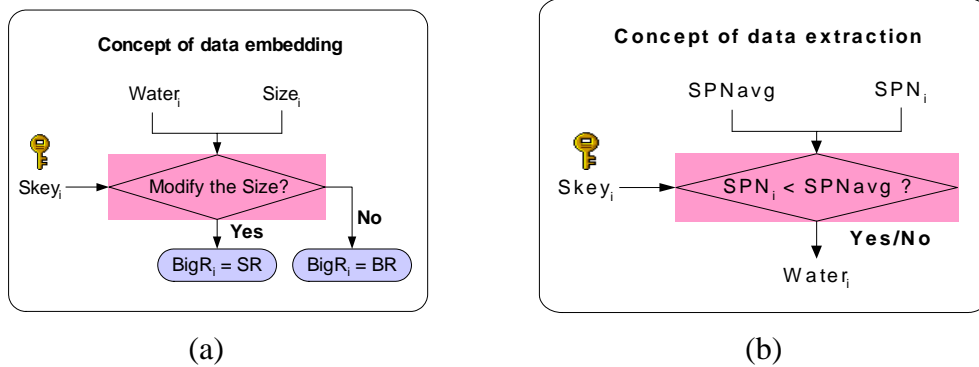 Concept of data embedding
Water_i
Size_i
Skey_i
Modify the Size?
Yes
No
BigR_i = SR
BigR_i = BR
(a)
Concept of data extraction
SPNavg
SPN_i
Skey_i
SPN_i < SPNavg ?
Yes/No
Water_i
(b)